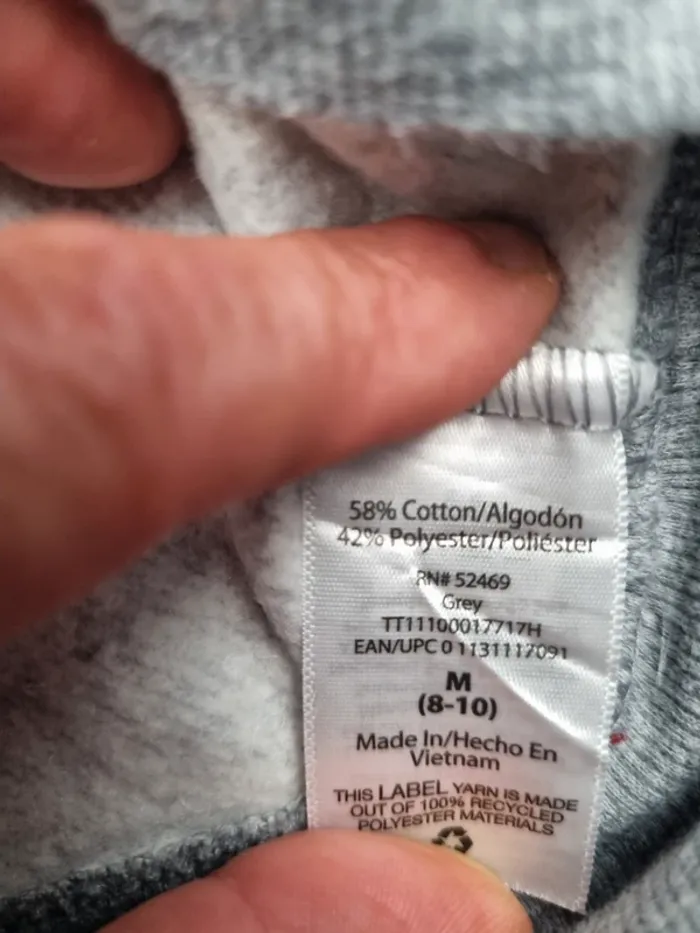 58% Cotton/Algodón
42% Polyester/Poliéster
RN# 52469
Grey
TT11100017717H
EAN/UPC 0 1131117091
M
(8-10)
Made In/Hecho En
Vietnam
THIS LABEL YARN IS MADE
OUT OF 100% RECYCLED
POLYESTER MATERIALS